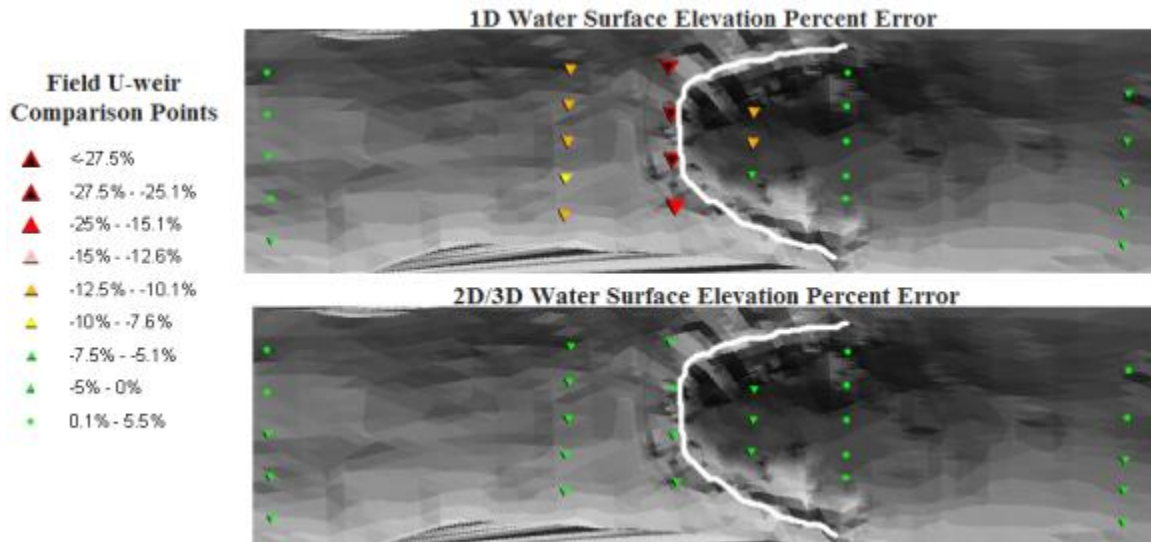 1D Water Surface Elevation Percent Error
Field U-weir
Comparison Points
<-27.5%
-27.5% - -25.1%
-25% - -15.1%
-15% - -12.6%
-12.5% - -10.1%
-10% - -7.6%
-7.5% - -5.1%
-5% - 0%
0.1% - 5.5%
2D/3D Water Surface Elevation Percent Error